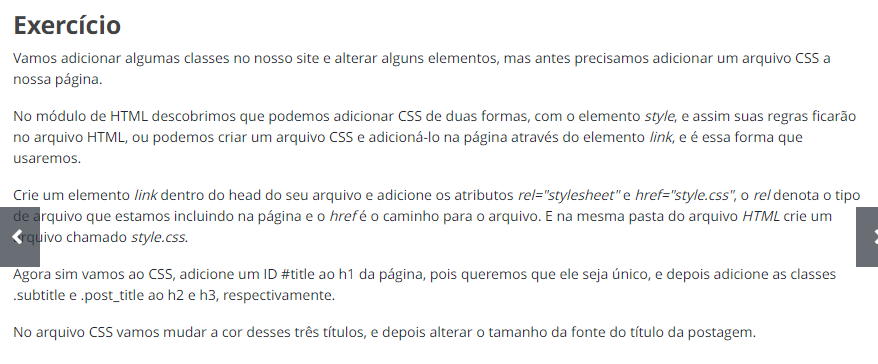 Exercício
Vamos adicionar algumas classes no nosso site e alterar alguns elementos, mas antes precisamos adicionar um arquivo CSS a
nossa página.
No módulo de HTML descobrimos que podemos adicionar CSS de duas formas, com o elemento style, e assim suas regras ficarão
no arquivo HTML, ou podemos criar um arquivo CSS e adicioná-lo na página através do elemento link, e é essa forma que
usaremos.
Crie um elemento link dentro do head do seu arquivo e adicione os atributos rel="stylesheet" e href="style.css", o rel denota o tipo
de arquivo que estamos incluindo na página e o href é o caminho para o arquivo. E na mesma pasta do arquivo HTML crie um
arquivo chamado style.css.
Agora sim vamos ao CSS, adicione um ID #title ao h1 da página, pois queremos que ele seja único, e depois adicione as classes
.subtitle e .post_title ao h2 e h3, respectivamente.
No arquivo CSS vamos mudar a cor desses três títulos, e depois alterar o tamanho da fonte do título da postagem.